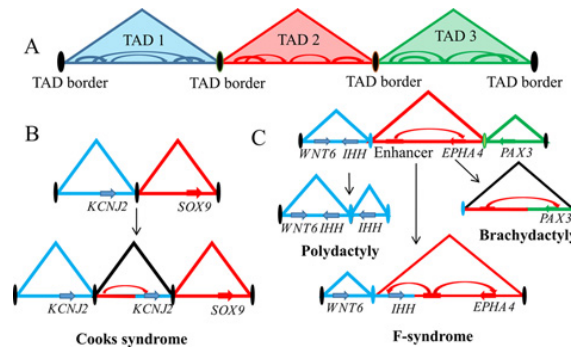 A
TAD 1
TAD 2
TAD 3
TAD border
TAD border
TAD border
TAD border
B
KCNJ2
SOX9
KCNJ2
KCNJ2
SOX9
Cooks syndrome
C
WNT6
IHH
Enhancer
EPHA4
PAX3
WNT6
IHH
IHH
Polydactyly
PAX3
Brachydactyly
WNT6
IHH
EPHA4
F-syndrome